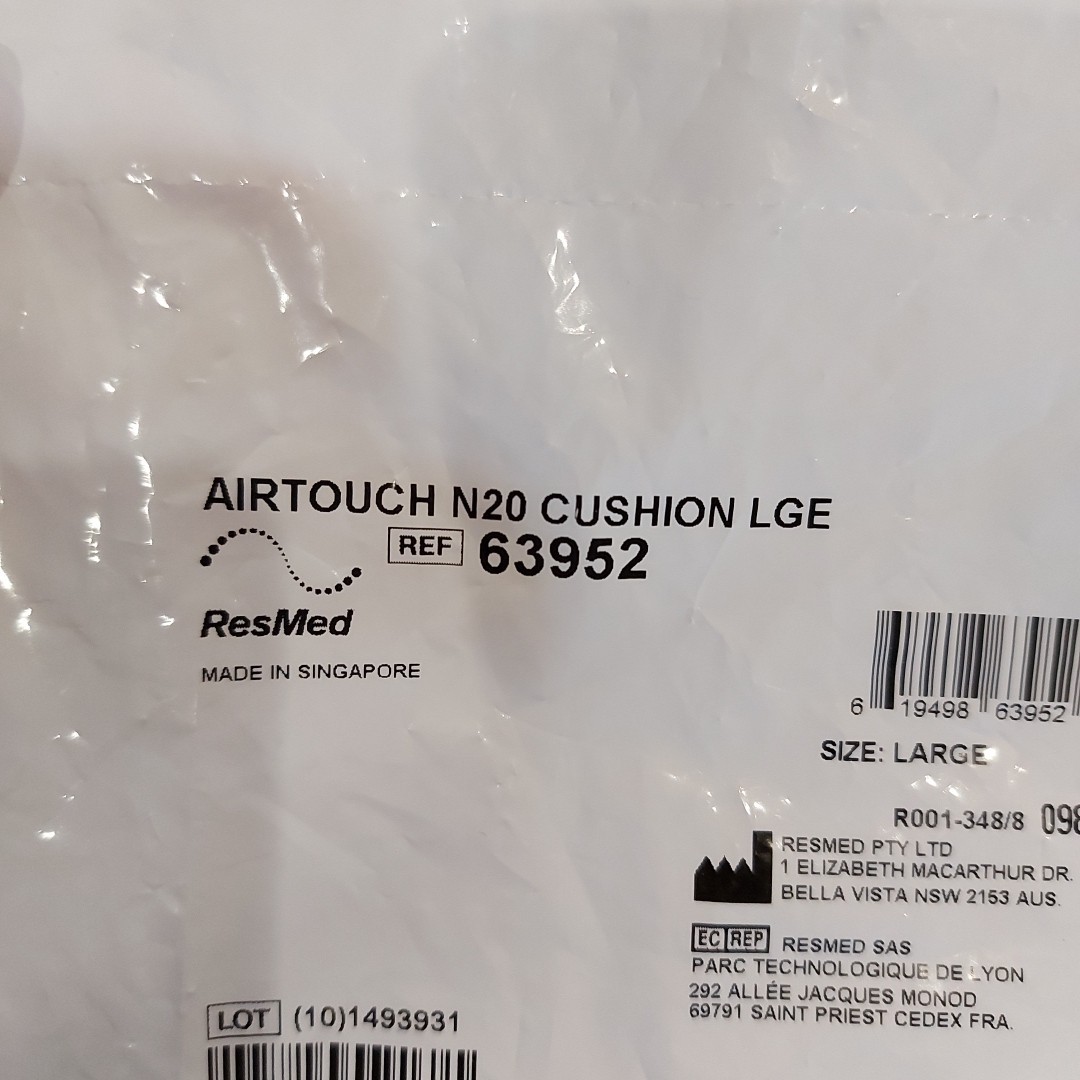 AIRTOUCH N20 CUSHION LGE
REF 63952
ResMed
MADE IN SINGAPORE
6 19498 63952
SIZE: LARGE
R001-348/8 098
RESMED PTY LTD
1 ELIZABETH MACARTHUR DR.
BELLA VISTA NSW 2153 AUS.
EC REP RESMED SAS
PARC TECHNOLOGIQUE DE LYON
292 ALLÉE JACQUES MONOD
69791 SAINT PRIEST CEDEX FRA.
LOT (10)1493931